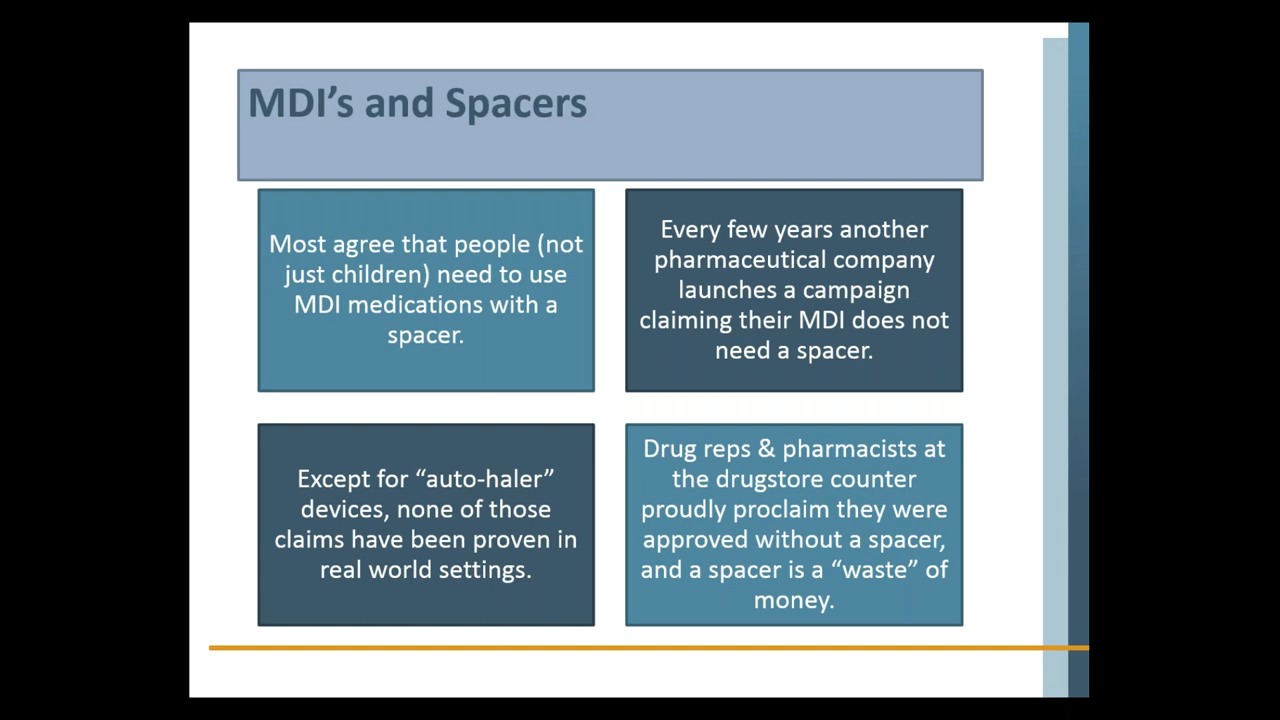 MDI’s and Spacers
Most agree that people (not
just children) need to use
MDI medications with a
spacer.
Every few years another
pharmaceutical company
launches a campaign
claiming their MDI does not
need a spacer.
Except for “auto-haler”
devices, none of those
claims have been proven in
real world settings.
Drug reps & pharmacists at
the drugstore counter
proudly proclaim they were
approved without a spacer,
and a spacer is a “waste” of
money.